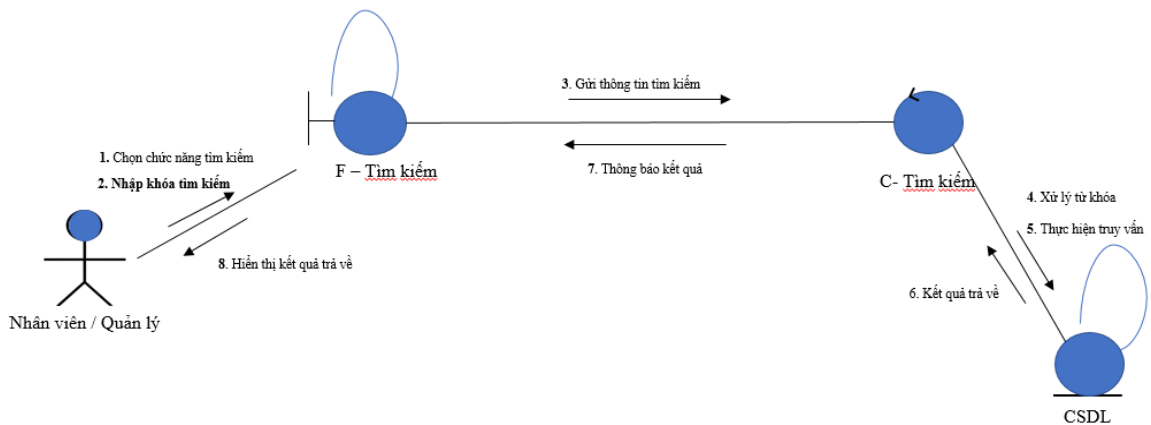 3. Gửi thông tin tìm kiếm
1. Chọn chức năng tìm kiếm
2. Nhập khóa tìm kiếm
F – Tìm kiếm
7. Thông báo kết quả
C- Tìm kiếm
4. Xử lý từ khóa
5. Thực hiện truy vấn
8. Hiển thị kết quả trả về
6. Kết quả trả về
Nhân viên / Quản lý
CSDL